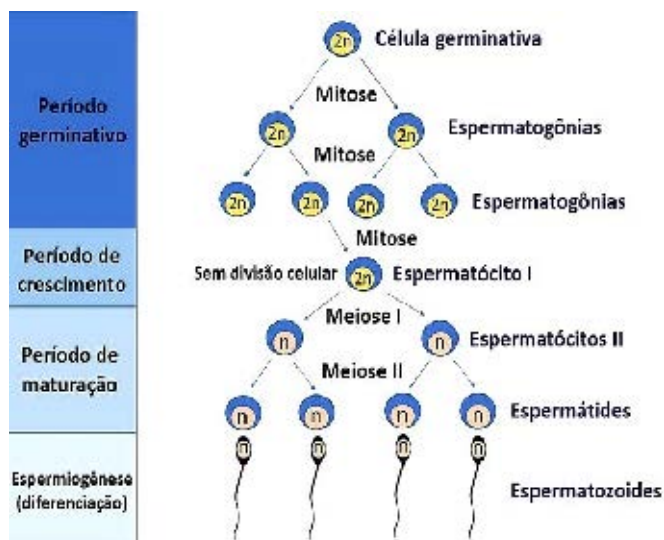 2n
Célula germinativa
Mitose
Período
germinativo
2n
2n
Espermatogônias
Mitose
2n
2n
2n
2n
Espermatogônias
Mitose
Período de
crescimento
Sem divisão celular
2n
Espermatócito I
Meiose I
n
n
Espermatócitos II
Período de
maturação
Meiose II
n
n
n
n
Espermátides
n
n
n
n
Espermiogênese
(diferenciação)
Espermatozoides